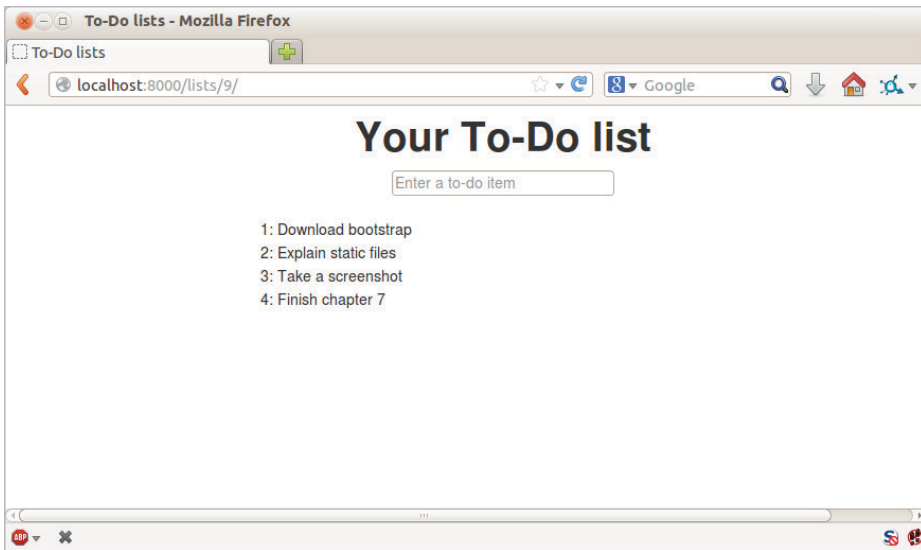 To-Do lists - Mozilla Firefox
To-Do lists
localhost:8000/lists/9/
8 Google
Your To-Do list
Enter a to-do item
1: Download bootstrap
2: Explain static files
3: Take a screenshot
4: Finish chapter 7
ABP
S